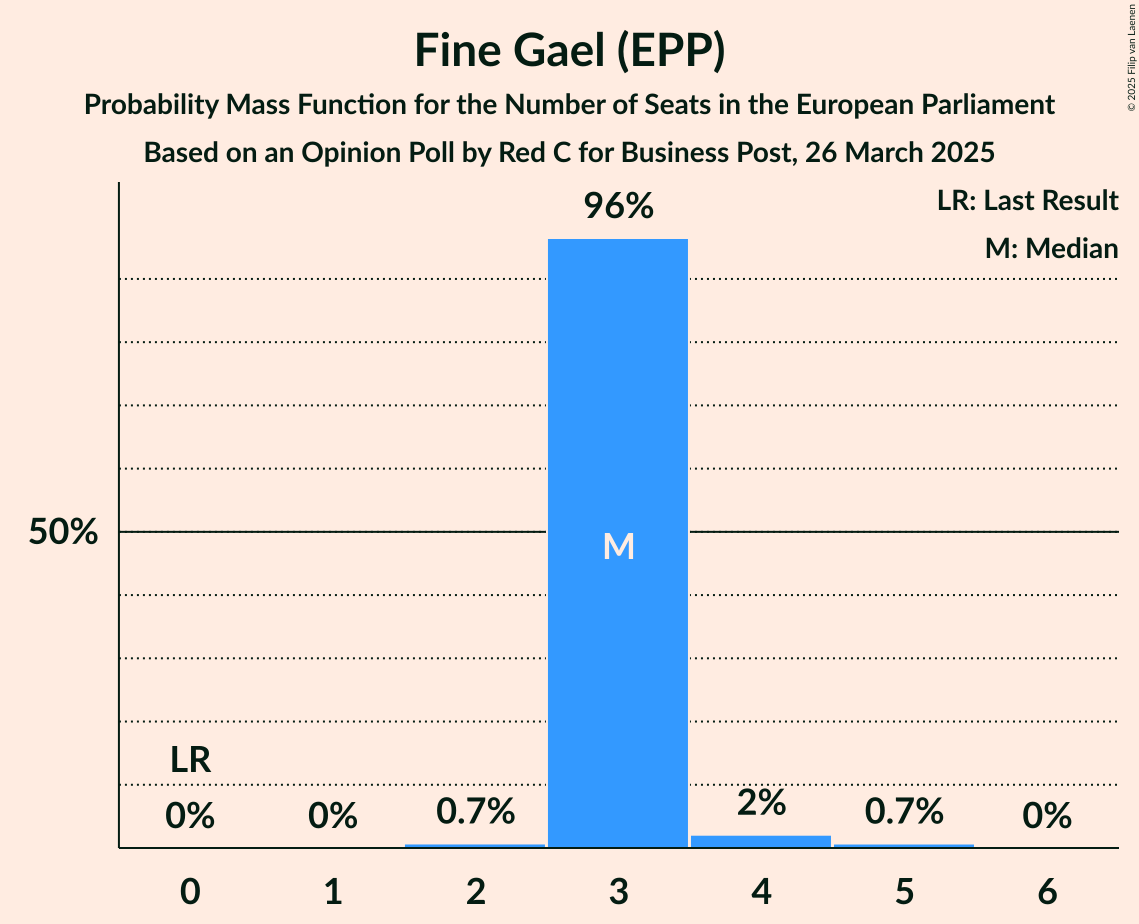 Fine Gael (EPP)
Probability Mass Function for the Number of Seats in the European Parliament
Based on an Opinion Poll by Red C for Business Post, 26 March 2025
© 2025 Filip van Laenen
LR: Last Result
M: Median
96%
50%
M
LR
0%
0%
0.7%
2%
0.7%
0%
0
1
2
3
4
5
6